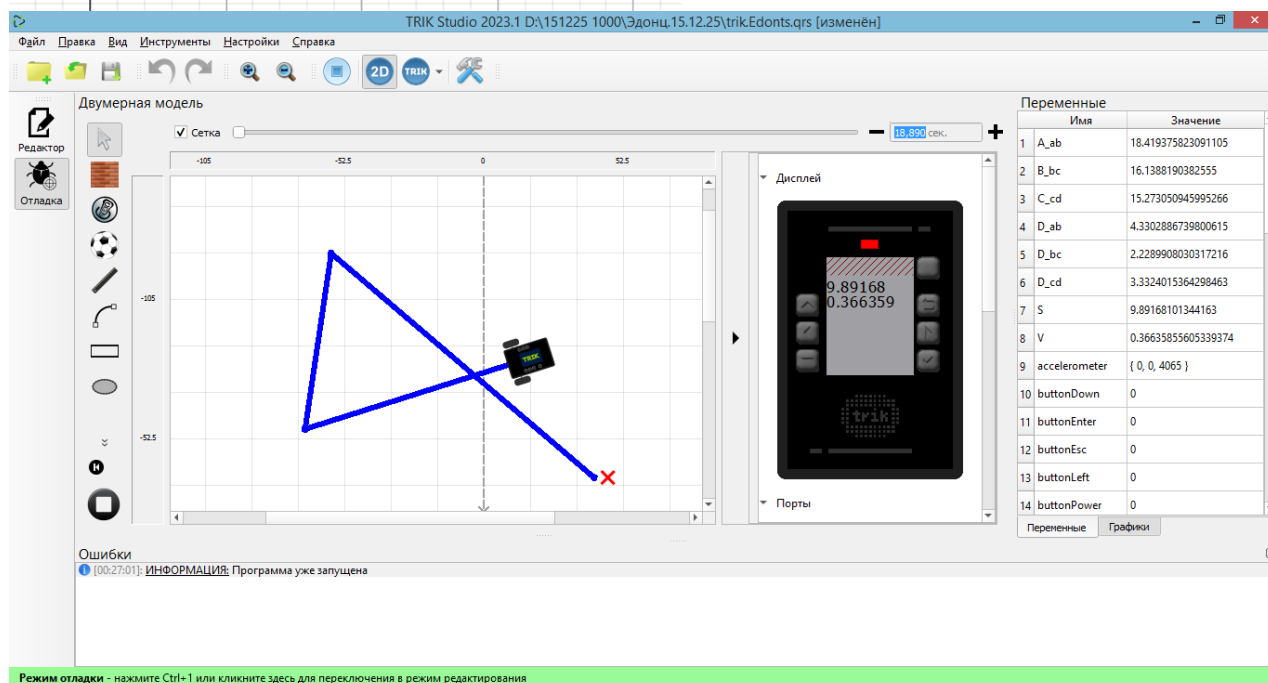 TRIK Studio 2023.1 D:\151225 1000\Эдонц.15.12.25\trik.Edonts.qrs [изменён]
Файл Правка Вид Инструменты Настройки Справка
2D TRIK
Редактор
Отладка
Двумерная модель
Сетка
18,890 сек.
-105 -52.5 0 52.5
-105
-52.5
TRIK
Дисплей
9.89168
0.366359
trik
Порты
Переменные
Имя Значение
1 A_ab 18.419375823091105
2 B_bc 16.1388190382555
3 C_cd 15.273050945995266
4 D_ab 4.3302886739800615
5 D_bc 2.2289908030317216
6 D_cd 3.3324015364298463
7 S 9.89168101344163
8 V 0.36635855605339374
9 accelerometer { 0, 0, 4065 }
10 buttonDown 0
11 buttonEnter 0
12 buttonEsc 0
13 buttonLeft 0
14 buttonPower 0
Переменные Графики
Ошибки
[00:27:01]: ИНФОРМАЦИЯ: Программа уже запущена
Режим отладки - нажмите Ctrl+1 или кликните здесь для переключения в режим редактирования